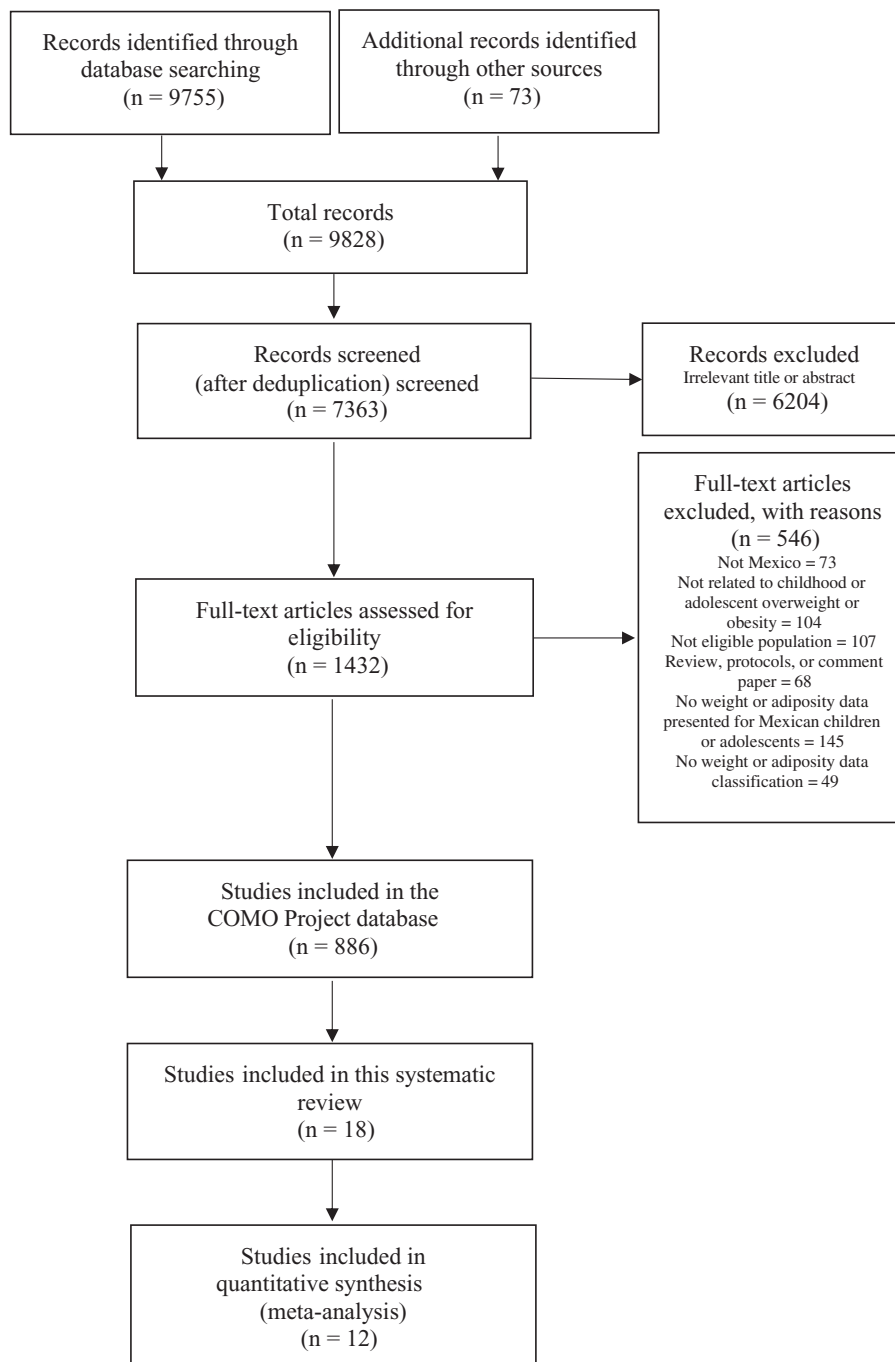 Records identified through
database searching
(n = 9755)
Additional records identified
through other sources
(n = 73)
Total records
(n = 9828)
Records screened
(after deduplication) screened
(n = 7363)
Records excluded
Irrelevant title or abstract
(n = 6204)
Full-text articles assessed for
eligibility
(n = 1432)
Full-text articles
excluded, with reasons
(n = 546)
Not Mexico = 73
Not related to childhood or
adolescent overweight or
obesity = 104
Not eligible population = 107
Review, protocols, or comment
paper = 68
No weight or adiposity data
presented for Mexican children
or adolescents = 145
No weight or adiposity data
classification = 49
Studies included in the
COMO Project database
(n = 886)
Studies included in this systematic
review
(n = 18)
Studies included in
quantitative synthesis
(meta-analysis)
(n = 12)